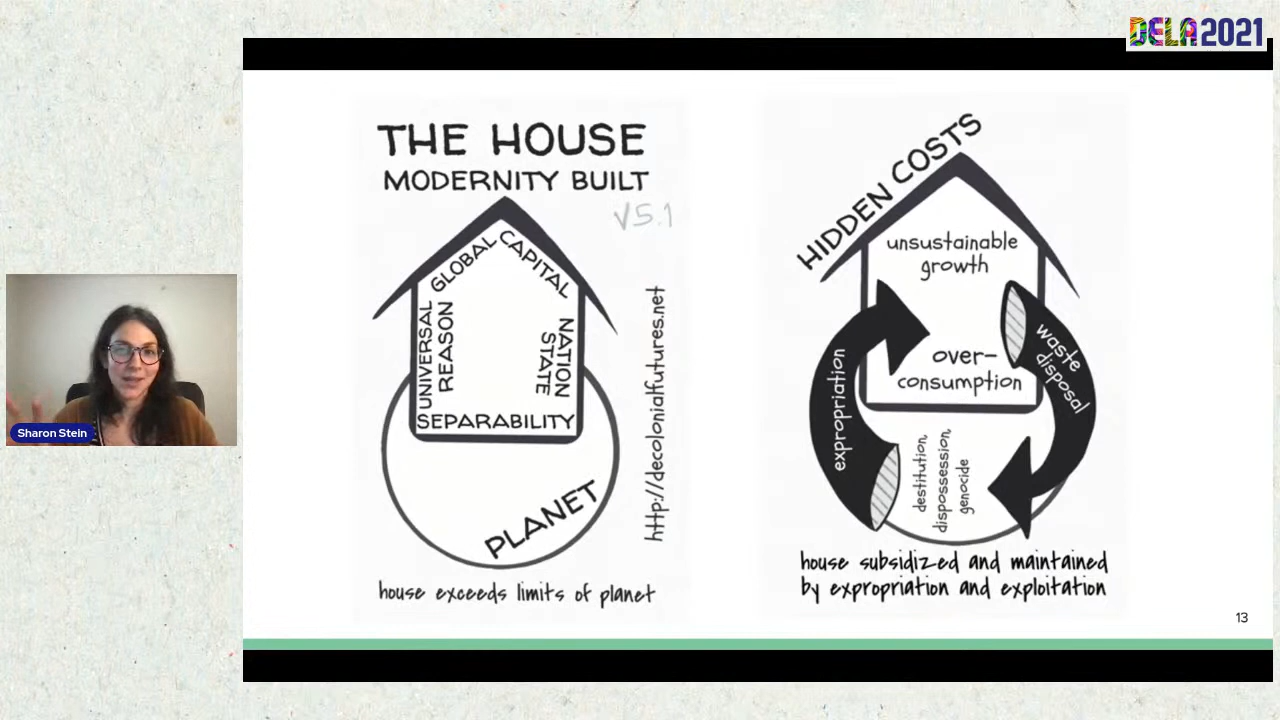 DELA 2021
Sharon Stein
THE HOUSE
MODERNITY BUILT
V5.1
GLOBAL CAPITAL
UNIVERSAL
REASON
NATION
STATE
SEPARABILITY
PLANET
http://decolonialfutures.net
house exceeds limits of planet
HIDDEN COSTS
unsustainable
growth
over-
consumption
expropriation
waste
disposal
destitution,
dispossession,
genocide
house subsidized and maintained
by expropriation and exploitation
13